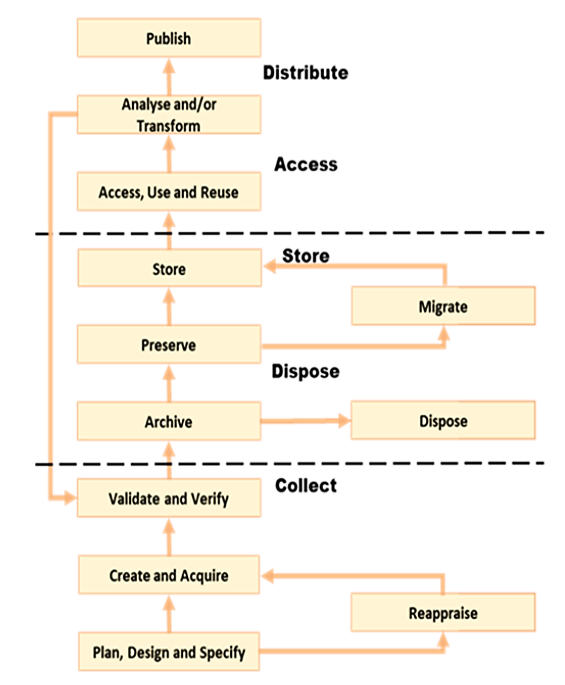 Publish
Distribute
Analyse and/or
Transform
Access
Access, Use and Reuse
Store
Store
Migrate
Preserve
Dispose
Archive
Dispose
Collect
Validate and Verify
Create and Acquire
Reappraise
Plan, Design and Specify